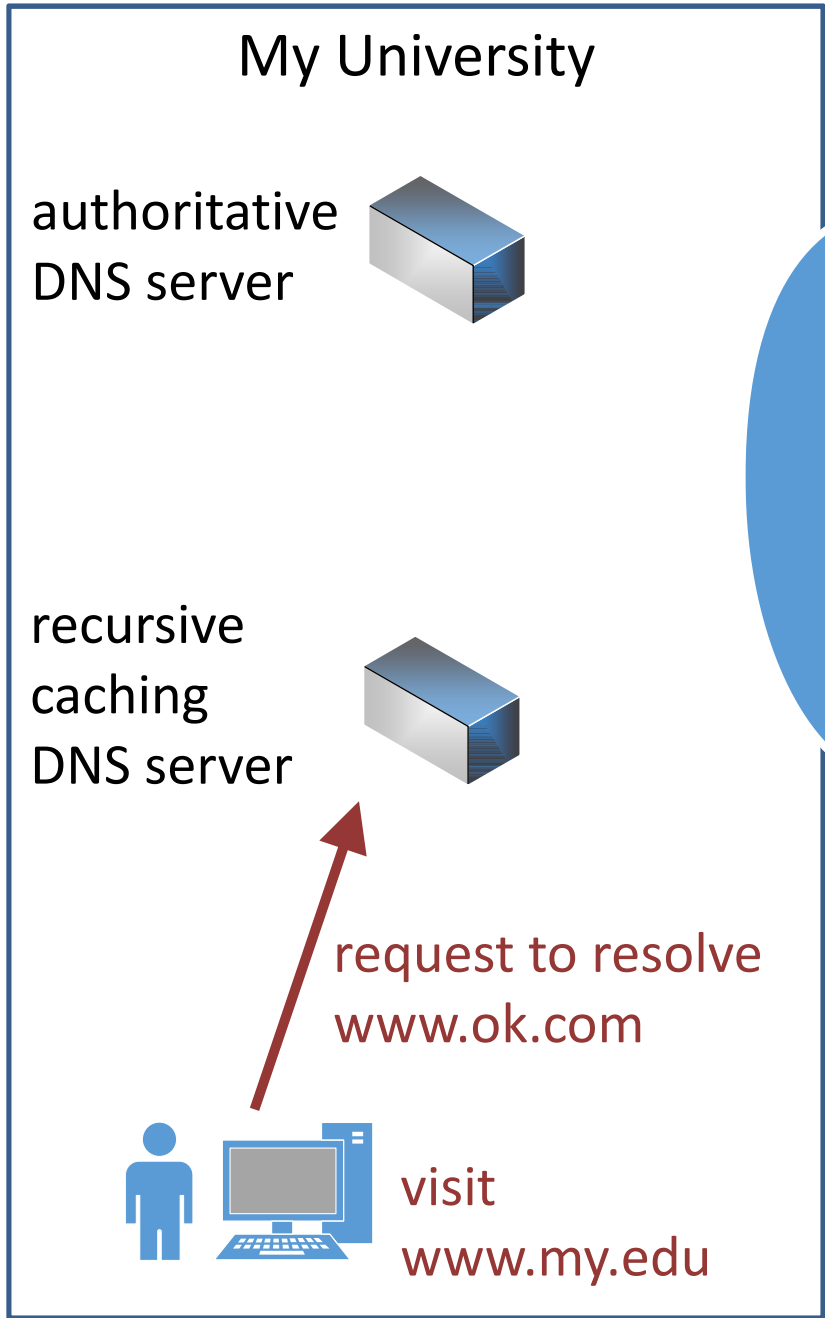 My University
authoritative
DNS server
recursive
caching
DNS server
request to resolve
www.ok.com
visit
www.my.edu